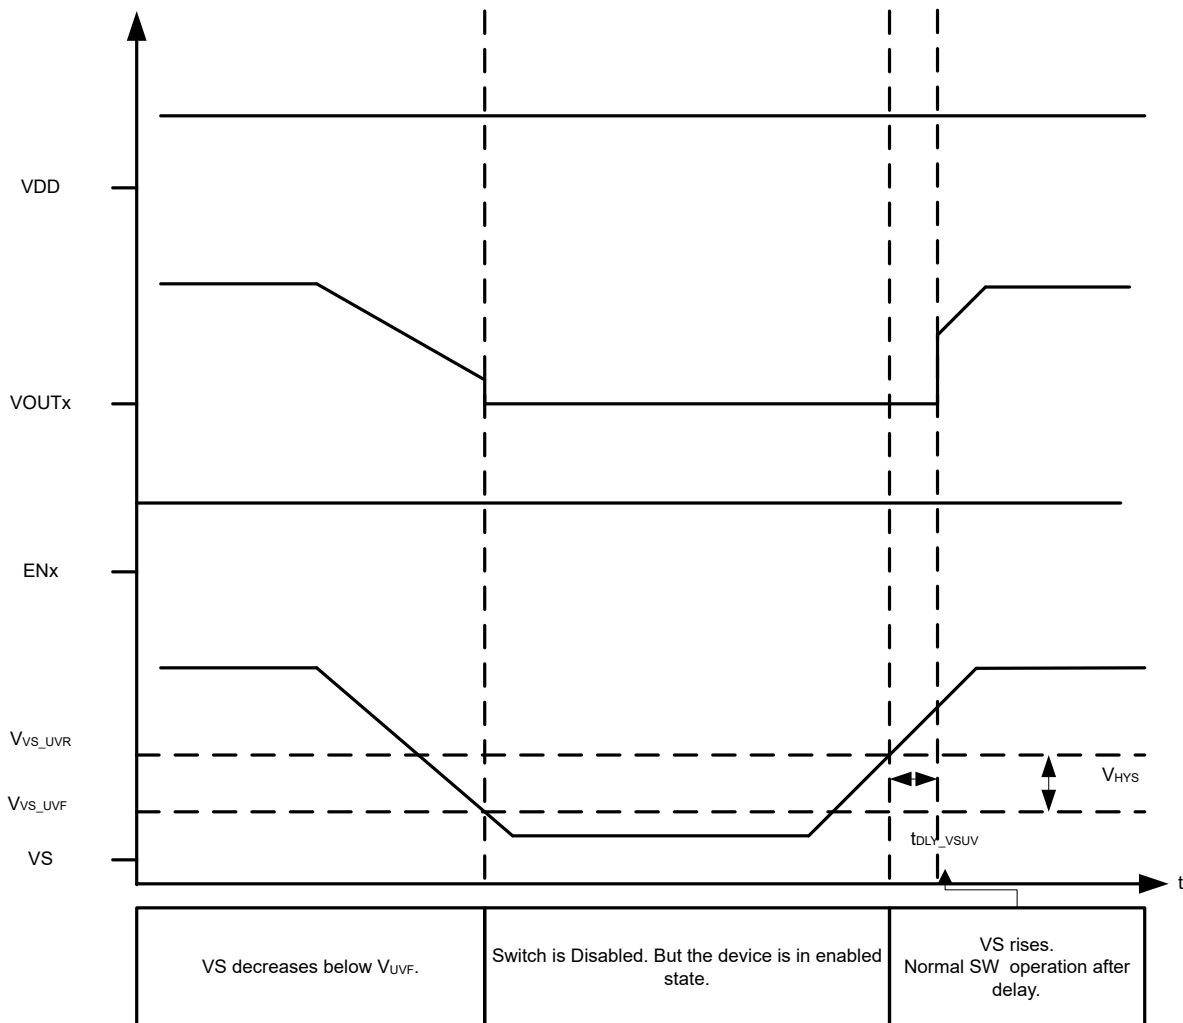 VDD
VOUTx
ENx
VVS_UVR
VHYS
VVS_UVF
tDLY_VSUV
VS
t
VS decreases below VUVF.
Switch is Disabled. But the device is in enabled
state.
VS rises.
Normal SW operation after
delay.